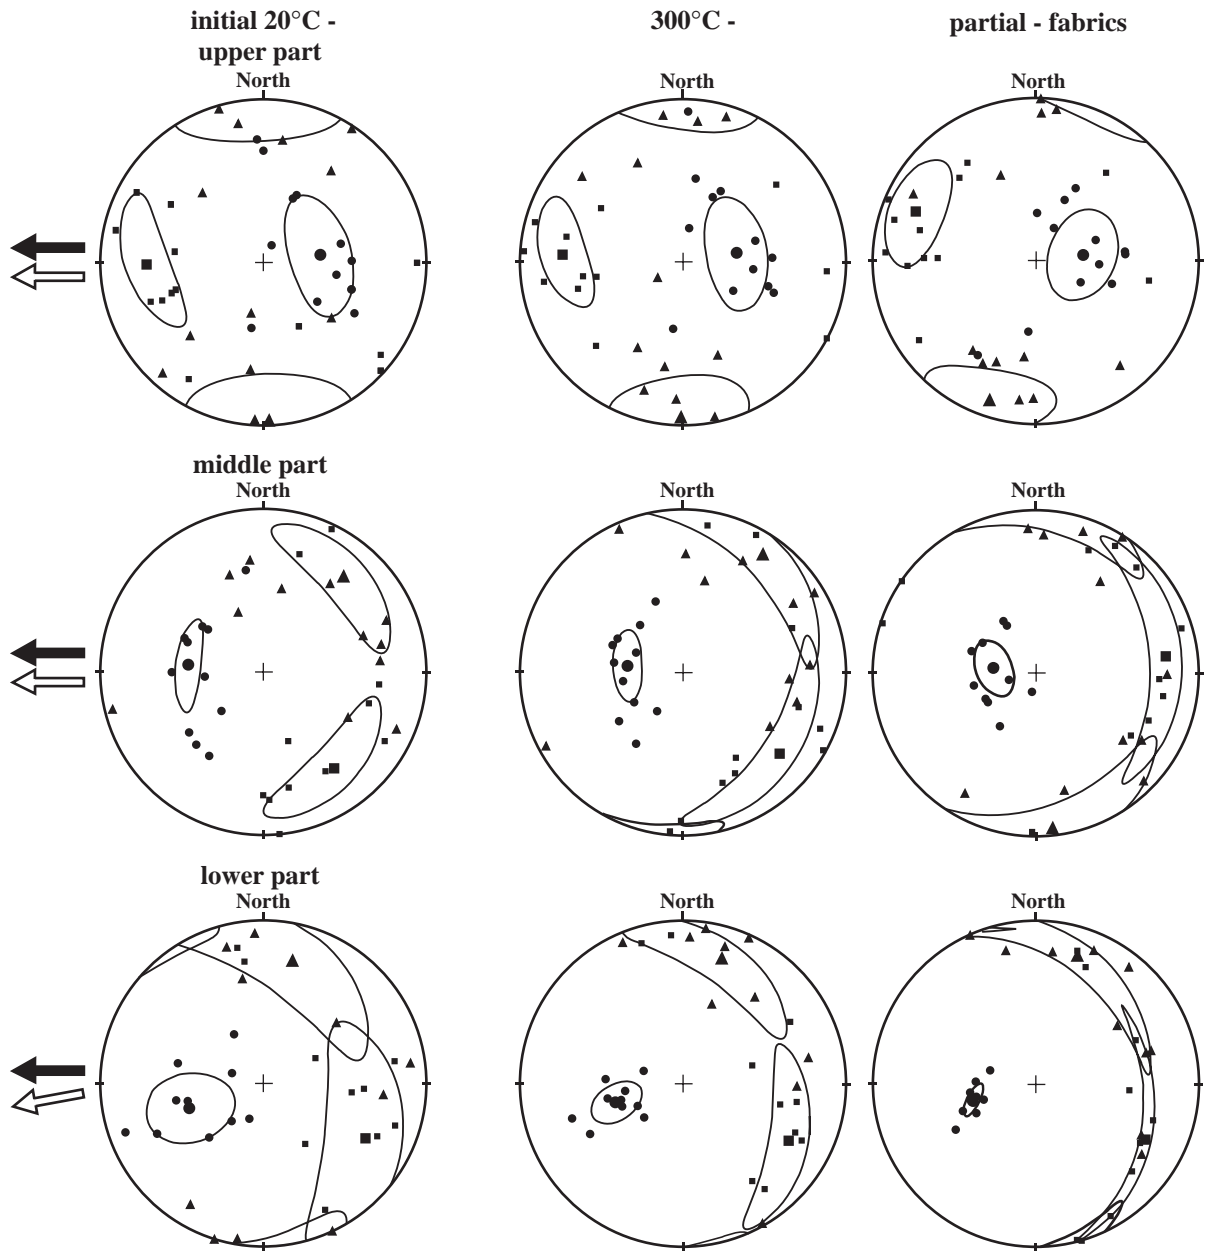 initial 20°C -
upper part
300°C -
partial - fabrics
North
North
North
middle part
North
North
North
lower part
North
North
North